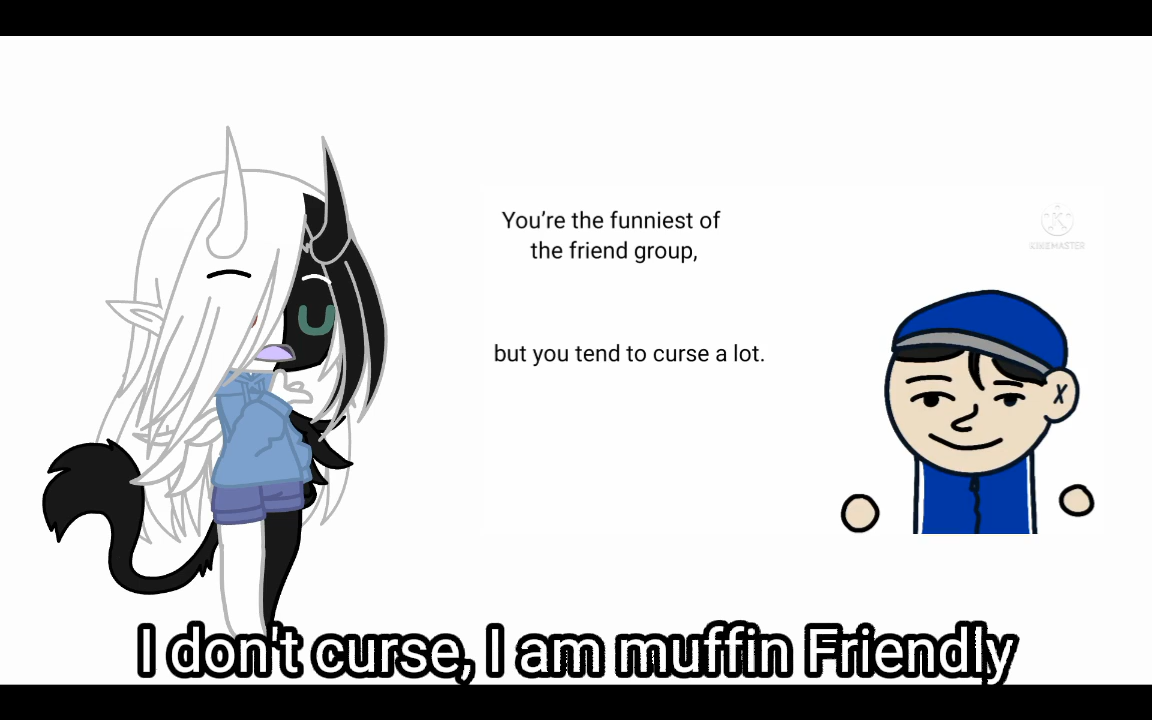 You're the funniest of
the friend group,
but you tend to curse a lot.
KINEMASTER
X
I don't curse, I am muffin Friendly